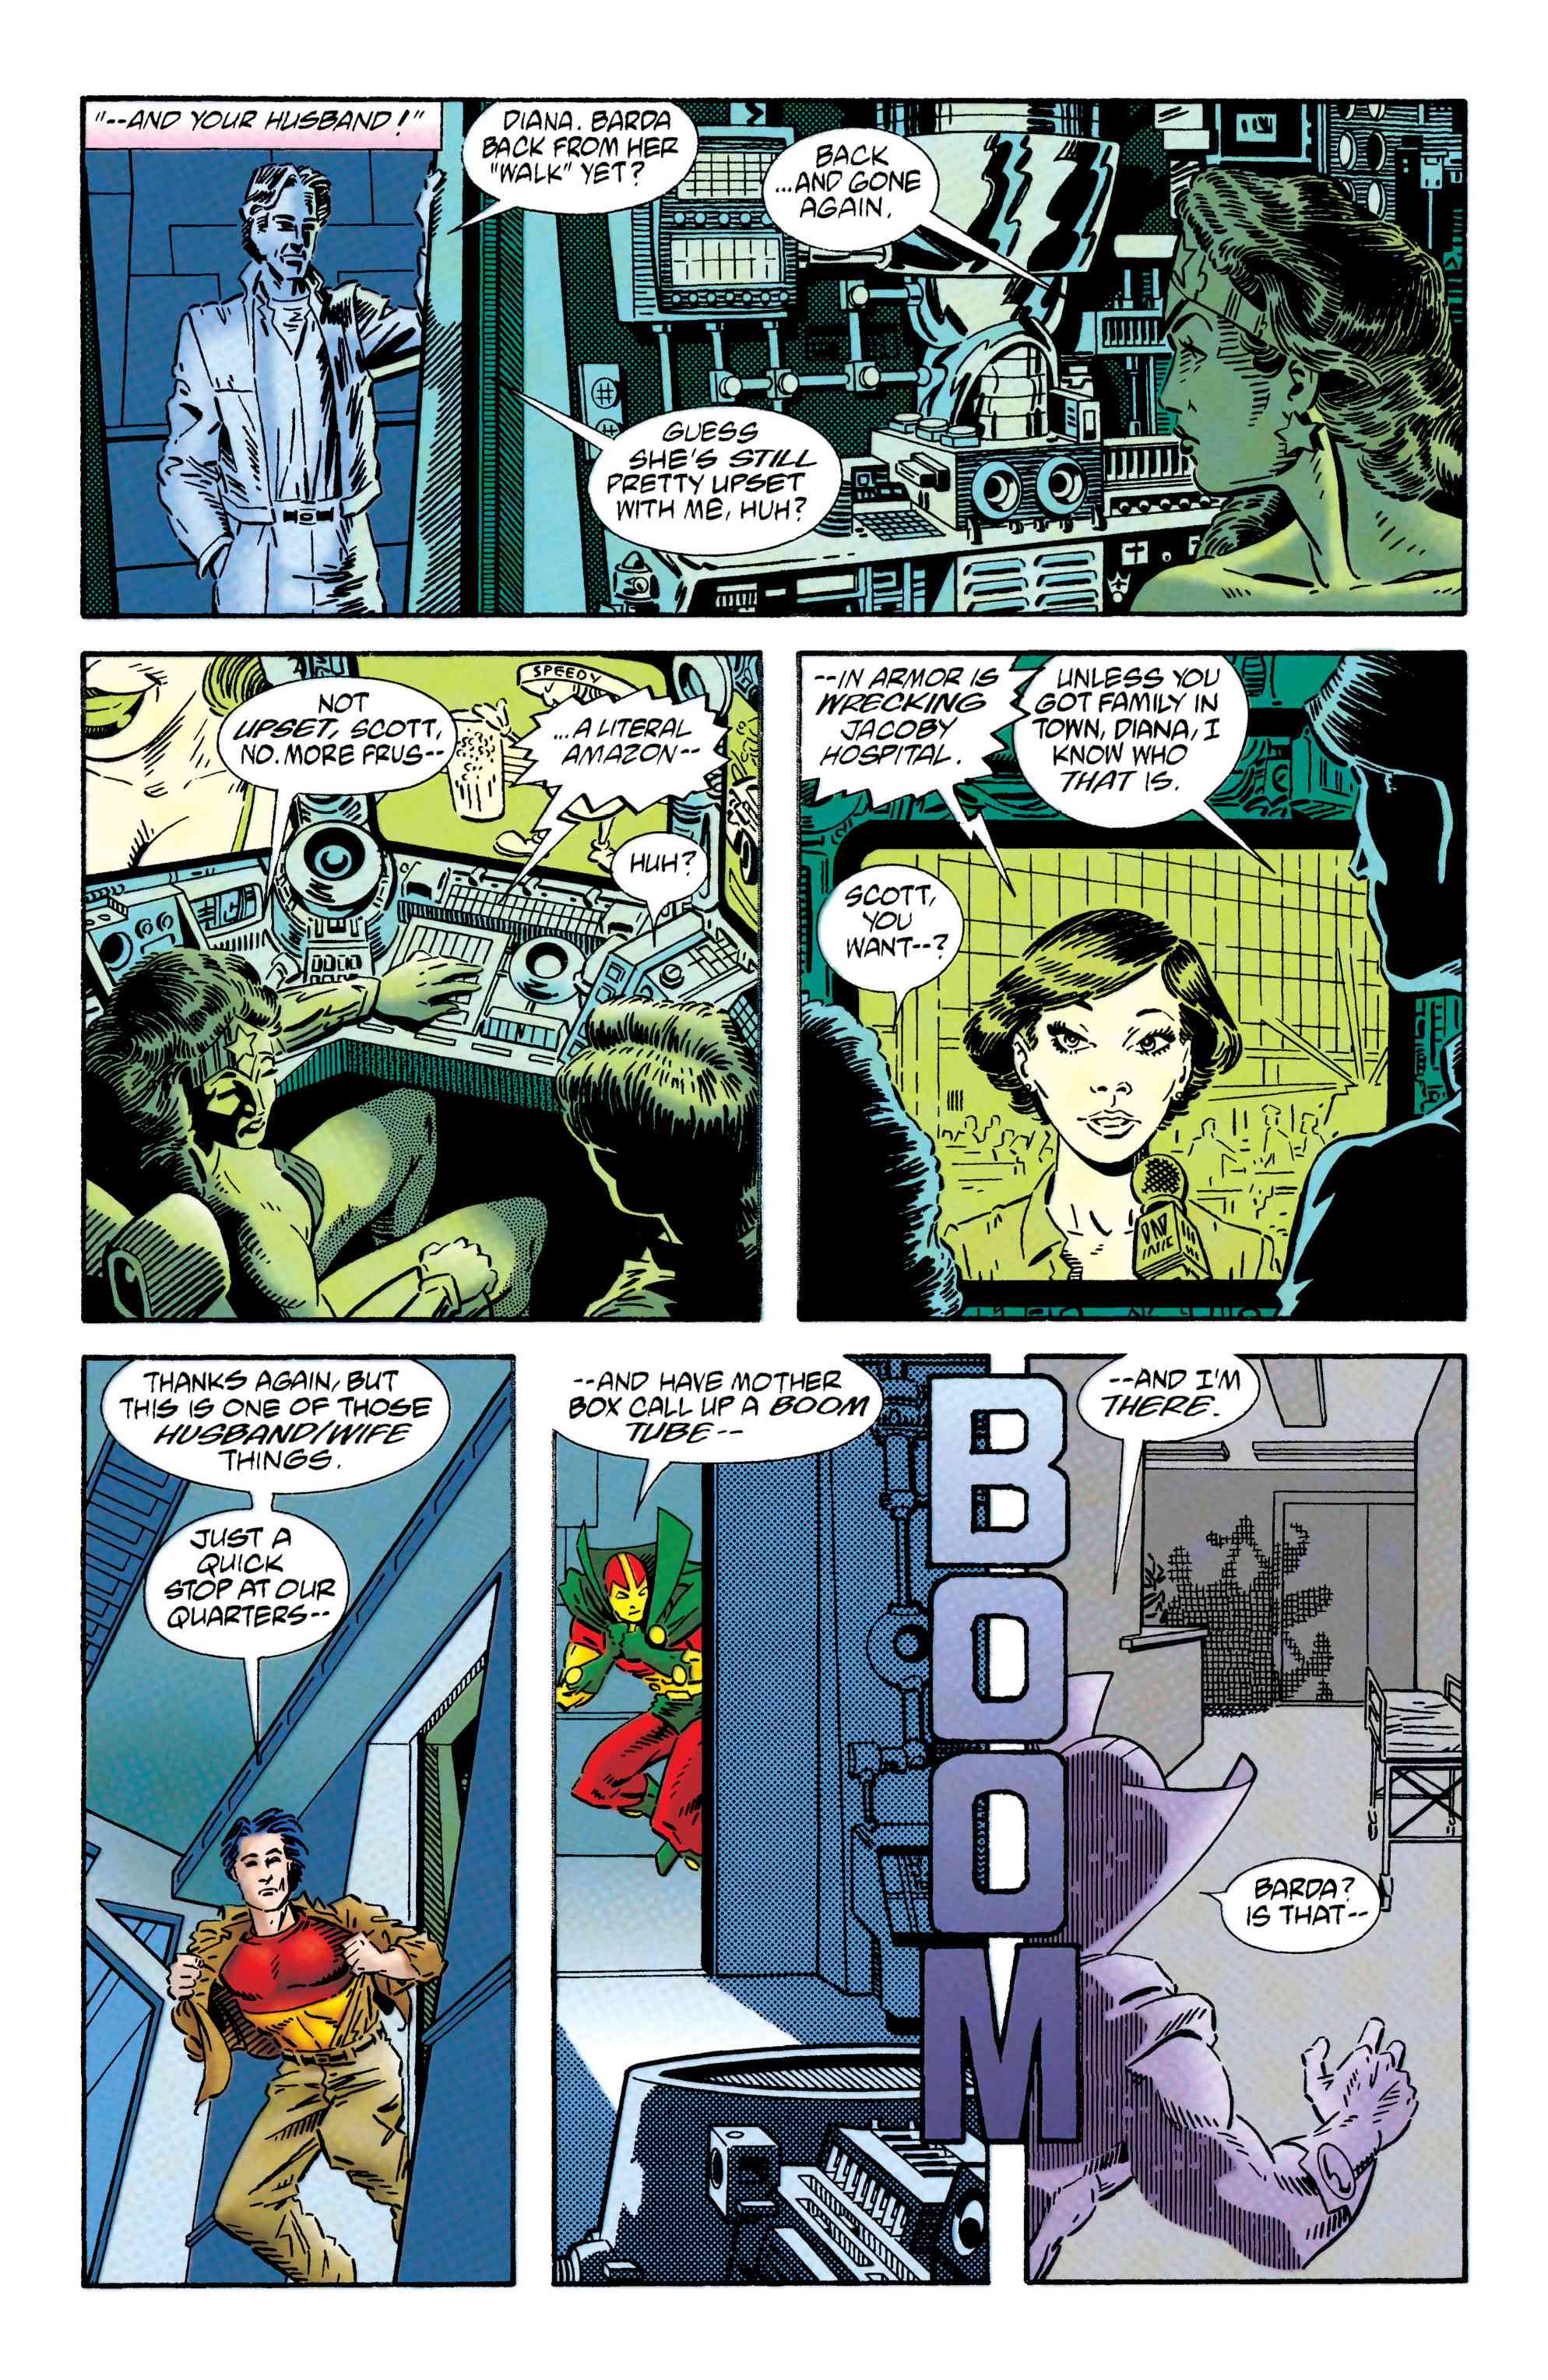 "--AND YOUR HUSBAND!"
DIANA. BARDA
BACK FROM HER
"WALK" YET?
BACK
...AND GONE
AGAIN.
GUESS
SHE'S STILL
PRETTY UPSET
WITH ME, HUH?
NOT
UPSET, SCOTT,
NO. MORE FRUS--
SPEEDY
...A LITERAL
AMAZON--
HUH?
--IN ARMOR IS
WRECKING
JACOBY
HOSPITAL.
UNLESS YOU
GOT FAMILY IN
TOWN, DIANA, I
KNOW WHO
THAT IS.
SCOTT,
YOU
WANT--?
THANKS AGAIN, BUT
THIS IS ONE OF THOSE
HUSBAND/WIFE
THINGS.
JUST A
QUICK
STOP AT OUR
QUARTERS--
--AND HAVE MOTHER
BOX CALL UP A BOOM
TUBE--
BOOM
--AND I'M
THERE.
BARDA?
IS THAT--